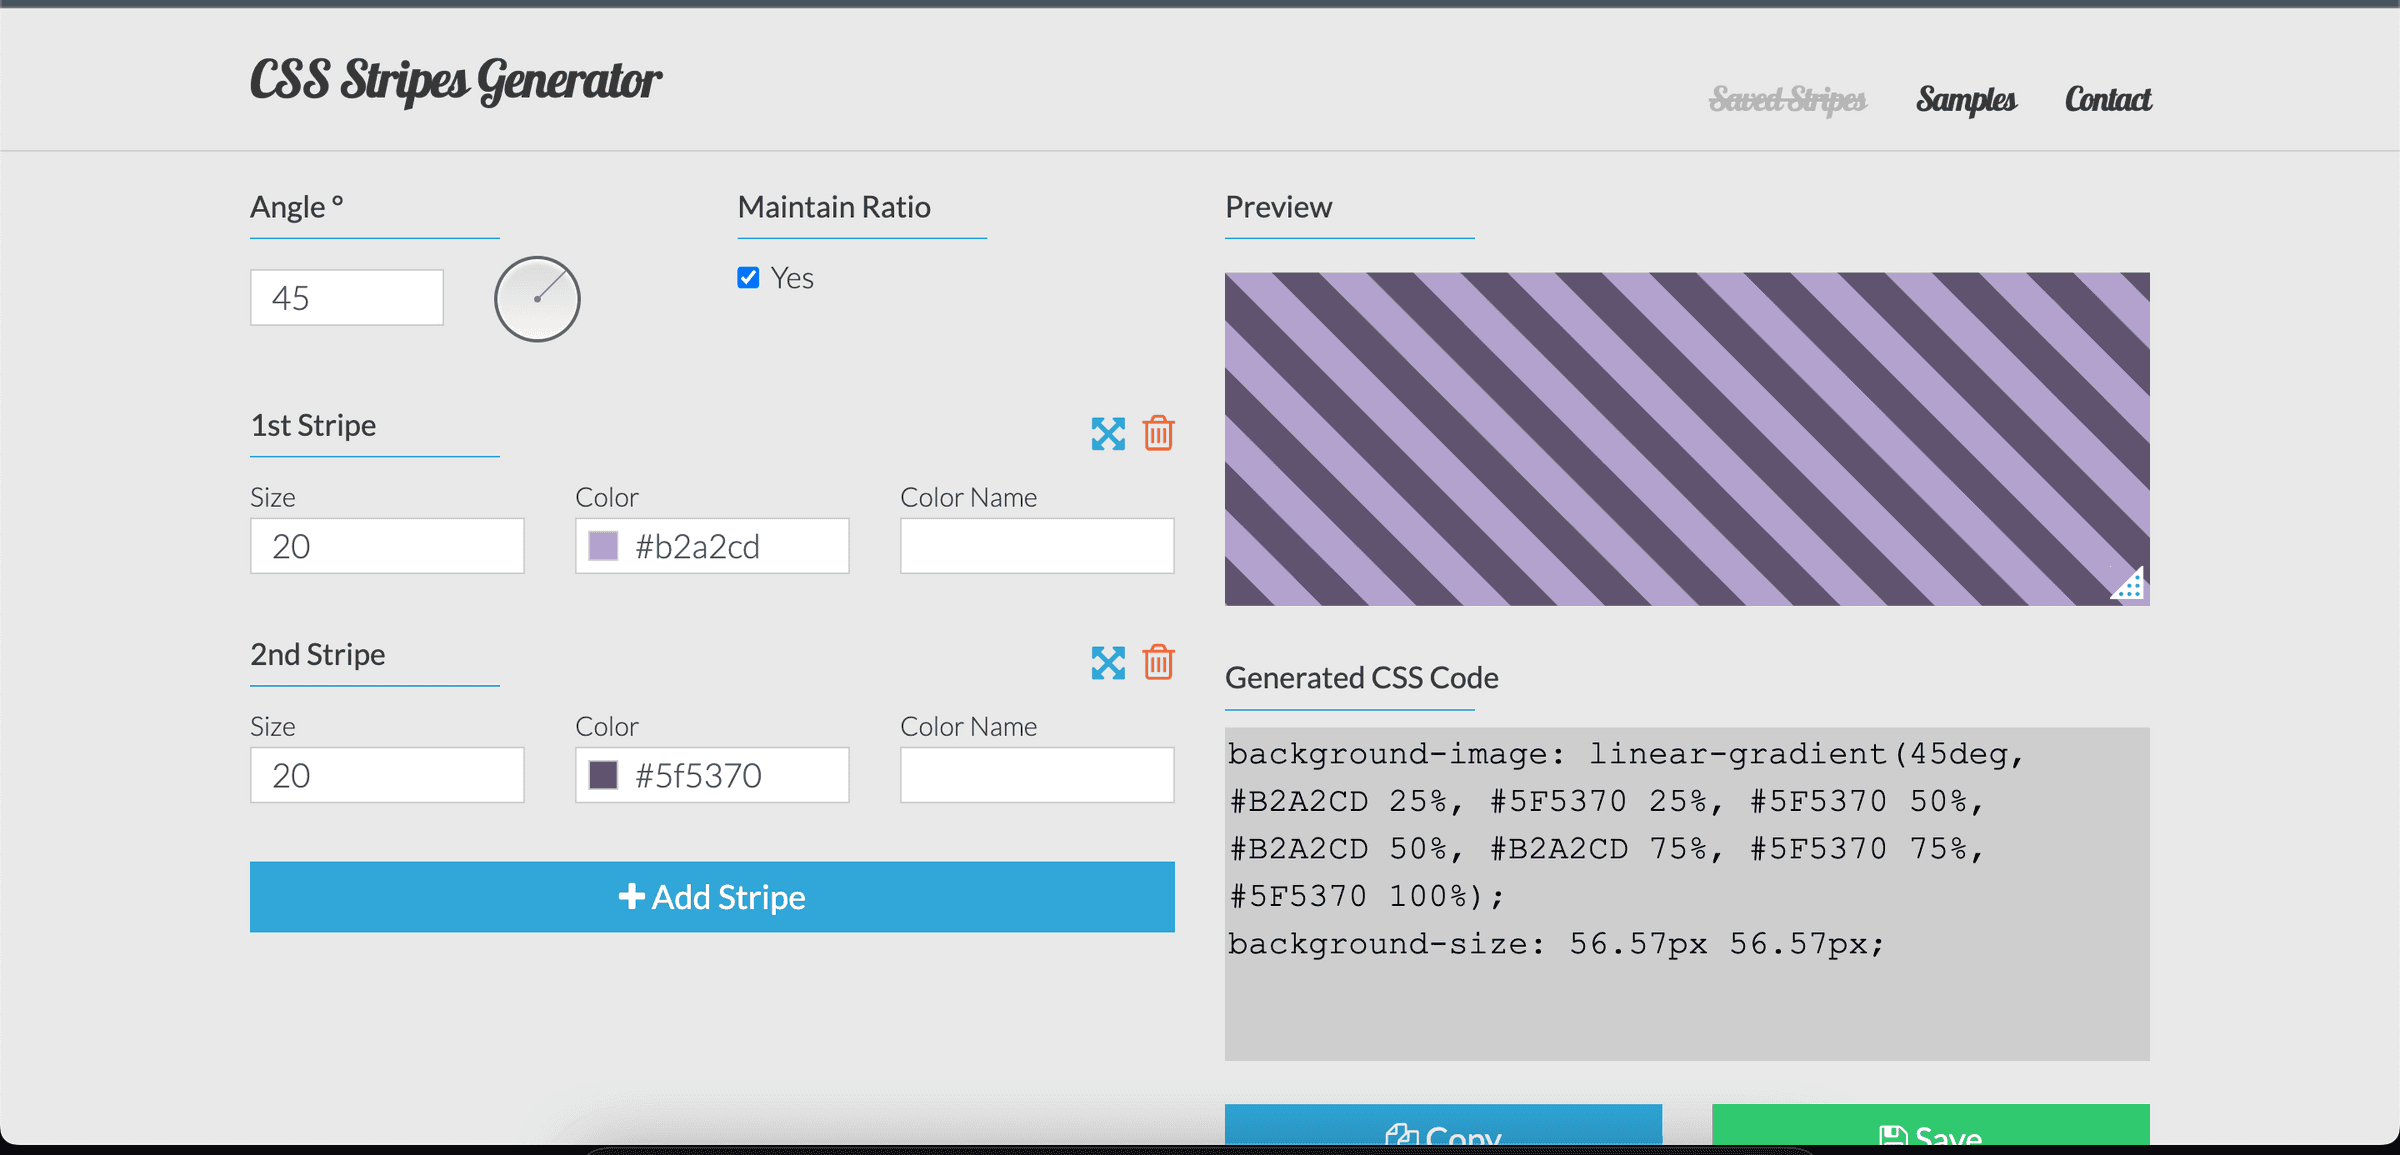 CSS Stripes Generator
Saved Stripes
Samples
Contact
Angle °
45
Maintain Ratio
Yes
1st Stripe
Size
Color
Color Name
20
#b2a2cd
2nd Stripe
Size
Color
Color Name
20
#5f5370
Add Stripe
Preview
Generated CSS Code
background-image: linear-gradient(45deg,
#B2A2CD 25%, #5F5370 25%, #5F5370 50%,
#B2A2CD 50%, #B2A2CD 75%, #5F5370 75%,
#5F5370 100%);
background-size: 56.57px 56.57px;
Copy
Save